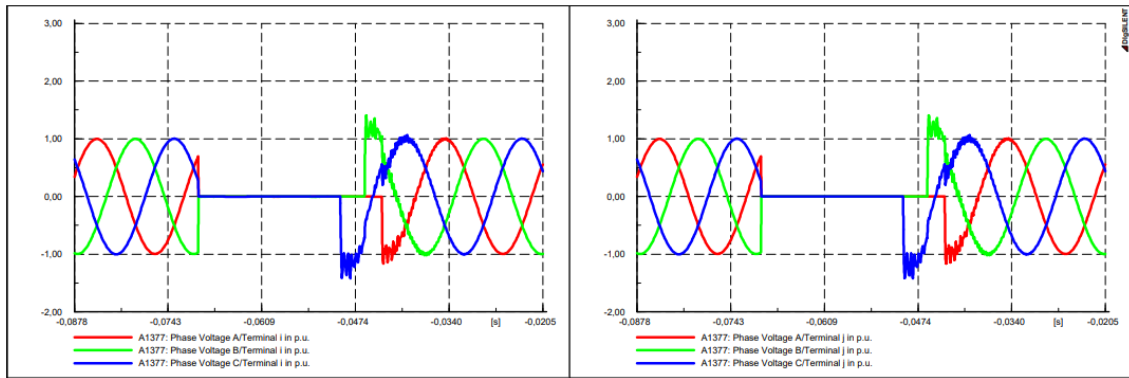 3,00
2,00
1,00
0,00
-1,00
-2,00
-0,0878 -0,0743 -0,0609 -0,0474 -0,0340 [s] -0,0205
A1377: Phase Voltage A/Terminal i in p.u.
A1377: Phase Voltage B/Terminal i in p.u.
A1377: Phase Voltage C/Terminal i in p.u.
3,00
2,00
1,00
0,00
-1,00
-2,00
-0,0878 -0,0743 -0,0609 -0,0474 -0,0340 [s] -0,0205
A1377: Phase Voltage A/Terminal j in p.u.
A1377: Phase Voltage B/Terminal j in p.u.
A1377: Phase Voltage C/Terminal j in p.u.
DIgSILENT